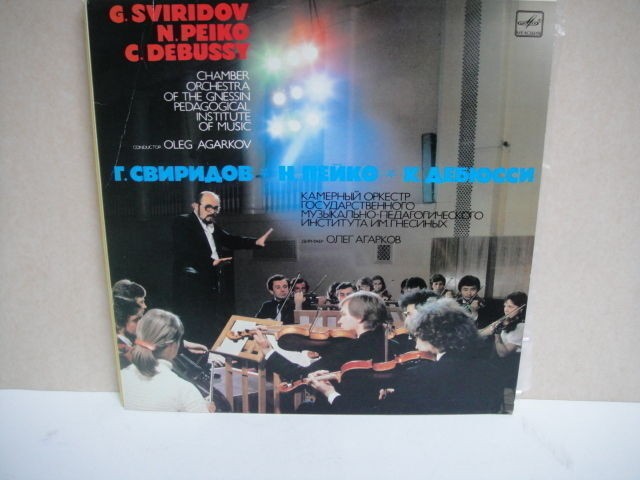 G. SVIRIDOV
N. PEIKO
C. DEBUSSY
CHAMBER
ORCHESTRA
OF THE GNESSIN
PEDAGOGICAL
INSTITUTE
OF MUSIC
CONDUCTOR OLEG AGARKOV
Г. СВИРИДОВ • Н. ПЕЙКО • К. ДЕБЮССИ
КАМЕРНЫЙ ОРКЕСТР
ГОСУДАРСТВЕННОГО
МУЗЫКАЛЬНО-ПЕДАГОГИЧЕСКОГО
ИНСТИТУТА ИМ. ГНЕСИНЫХ
ДИРИЖЕР ОЛЕГ АГАРКОВ